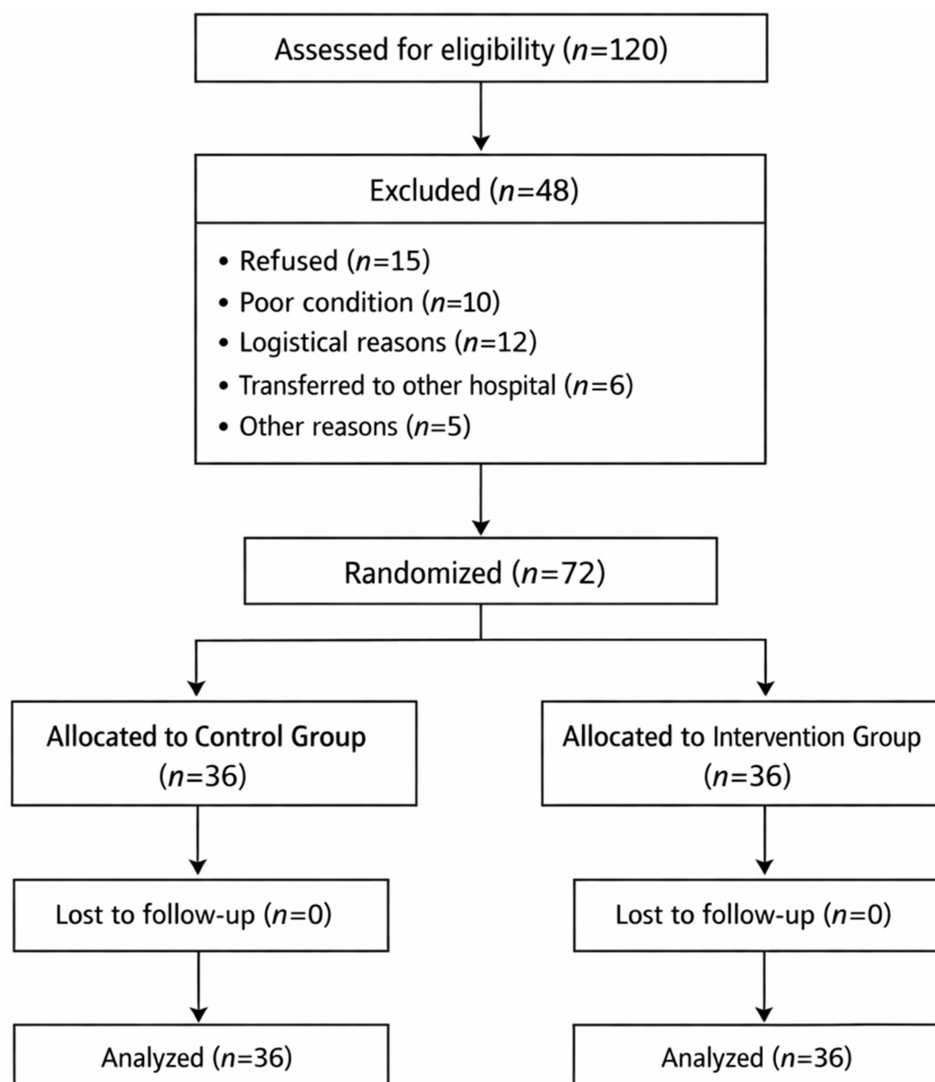 Assessed for eligibility (n=120)
Excluded (n=48)
• Refused (n=15)
• Poor condition (n=10)
• Logistical reasons (n=12)
• Transferred to other hospital (n=6)
• Other reasons (n=5)
Randomized (n=72)
Allocated to Control Group
(n=36)
Allocated to Intervention Group
(n=36)
Lost to follow-up (n=0)
Lost to follow-up (n=0)
Analyzed (n=36)
Analyzed (n=36)